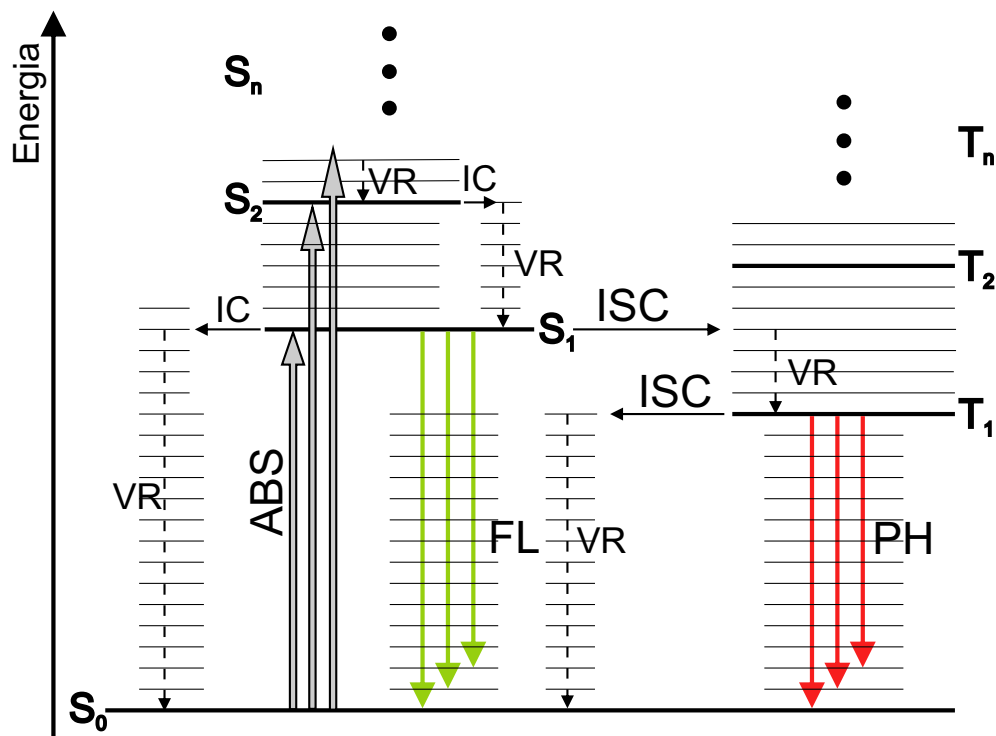 Energia
Sₙ
Tₙ
VR
IC
S₂
VR
T₂
IC
S₁
ISC
VR
ISC
T₁
ABS
VR
FL
VR
PH
S₀